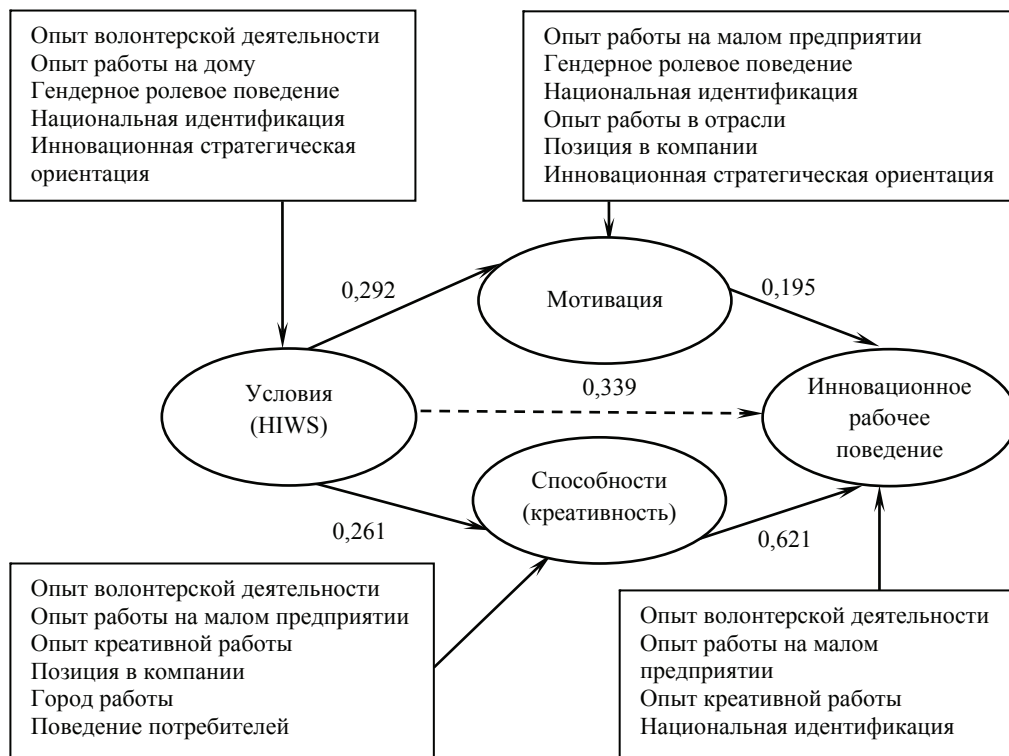 Опыт волонтерской деятельности
Опыт работы на дому
Гендерное ролевое поведение
Национальная идентификация
Инновационная стратегическая
ориентация
Опыт работы на малом предприятии
Гендерное ролевое поведение
Национальная идентификация
Опыт работы в отрасли
Позиция в компании
Инновационная стратегическая ориентация
0,292
Мотивация
0,195
Условия
(HIWS)
0,339
Инновационное
рабочее
поведение
Способности
(креативность)
0,261
0,621
Опыт волонтерской деятельности
Опыт работы на малом предприятии
Опыт креативной работы
Позиция в компании
Город работы
Поведение потребителей
Опыт волонтерской деятельности
Опыт работы на малом
предприятии
Опыт креативной работы
Национальная идентификация